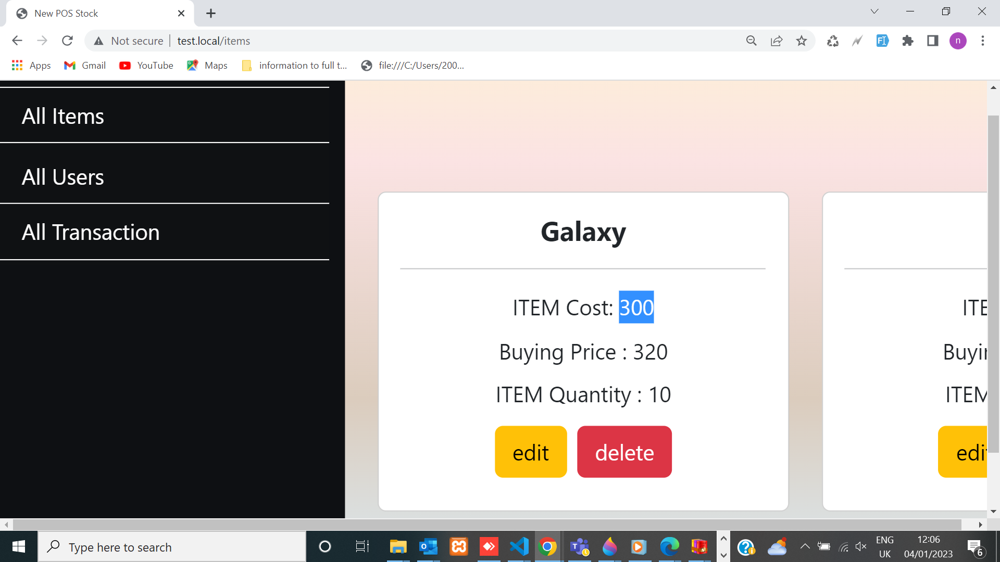 New POS Stock
Not secure
test.local/items
n
Apps
Gmail
YouTube
Maps
information to full t...
file:///C:/Users/200...
All Items
All Users
All Transaction
Galaxy
ITEM Cost: 300
Buying Price : 320
ITEM Quantity : 10
edit
delete
ITE
Buyin
ITEM
edit
Type here to search
ENG
UK
12:06
04/01/2023
6